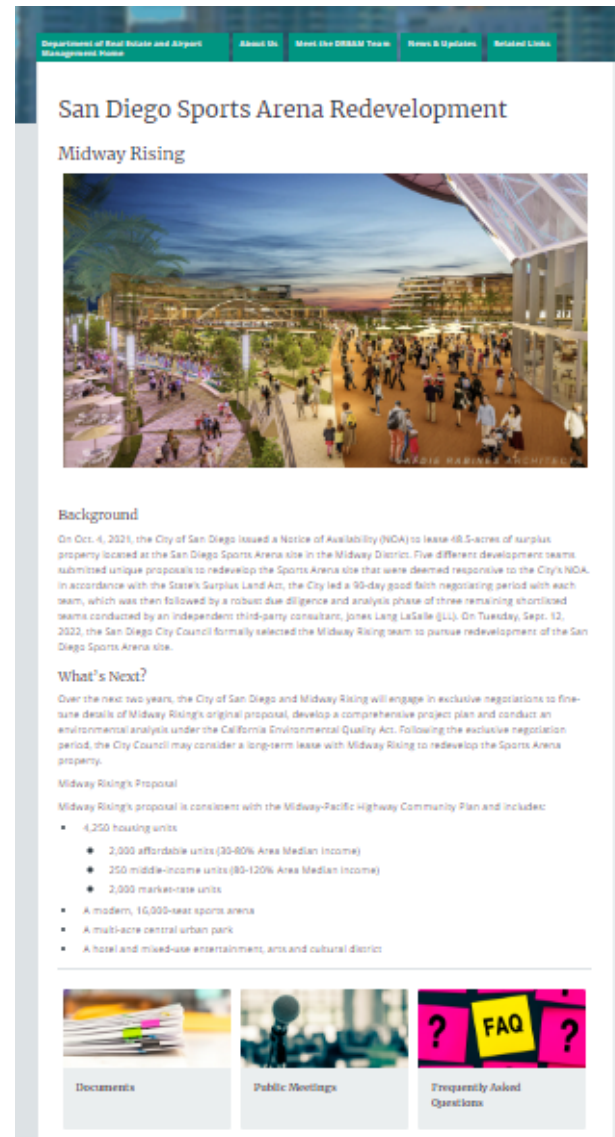 Department of Real Estate and Airport
Management Home
About Us
Meet the DREAM Team
News & Updates
Related Links
San Diego Sports Arena Redevelopment
Midway Rising
SAFDIE RABINES ARCHITECTS
Background
On Oct. 4, 2021, the City of San Diego issued a Notice of Availability (NOA) to lease 48.5-acres of surplus
property located at the San Diego Sports Arena site in the Midway District. Five different development teams
submitted unique proposals to redevelop the Sports Arena site that were deemed responsive to the City's NOA.
In accordance with the State's Surplus Land Act, the City led a 90-day good faith negotiating period with each
team, which was then followed by a robust due diligence and analysis phase of three remaining shortlisted
teams conducted by an independent third-party consultant, Jones Lang LaSalle (JLL). On Tuesday, Sept. 12,
2022, the San Diego City Council formally selected the Midway Rising team to pursue redevelopment of the San
Diego Sports Arena site.
What's Next?
Over the next two years, the City of San Diego and Midway Rising will engage in exclusive negotiations to fine-
tune details of Midway Rising's original proposal, develop a comprehensive project plan and conduct an
environmental analysis under the California Environmental Quality Act. Following the exclusive negotiation
period, the City Council may consider a long-term lease with Midway Rising to redevelop the Sports Arena
property.
Midway Rising's Proposal
Midway Rising's proposal is consistent with the Midway-Pacific Highway Community Plan and includes:
4,250 housing units
2,000 affordable units (30-80% Area Median Income)
250 middle-income units (80-120% Area Median Income)
2,000 market-rate units
A modern, 16,000-seat sports arena
A multi-acre central urban park
A hotel and mixed-use entertainment, arts and cultural district
? FAQ ?
Documents
Public Meetings
Frequently Asked
Questions